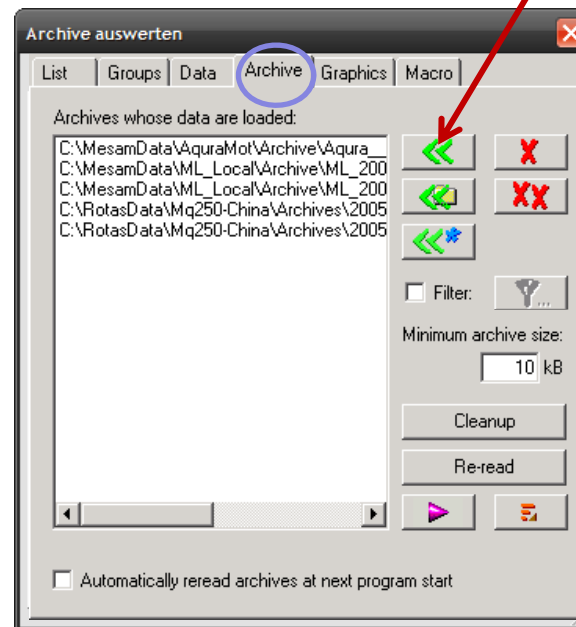 Archive auswerten
List Groups Data Archive Graphics Macro
Archives whose data are loaded:
C:\MesamData\AquraMot\Archive\Aqura__
C:\MesamData\ML_Local\Archive\ML_200
C:\MesamData\ML_Local\Archive\ML_200
C:\RotasData\Mq250-China\Archives\2005
C:\RotasData\Mq250-China\Archives\2005
Filter:
Minimum archive size:
10 kB
Cleanup
Re-read
Automatically reread archives at next program start